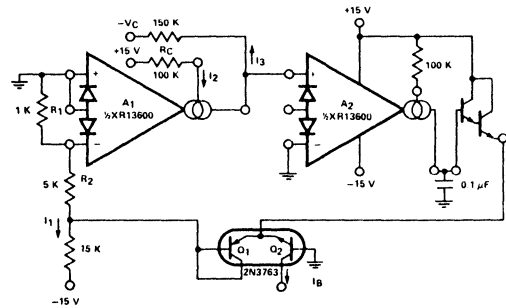 −VC
150 K
+15 V
+15 V
RC
100 K
I2
I3
100 K
+
+
A1
½XR13600
A2
½XR13600
1 K
R1
−
−
−15 V
0.1 µF
5 K
R2
I1
15 K
−15 V
Q1
Q2
2N3763
IB